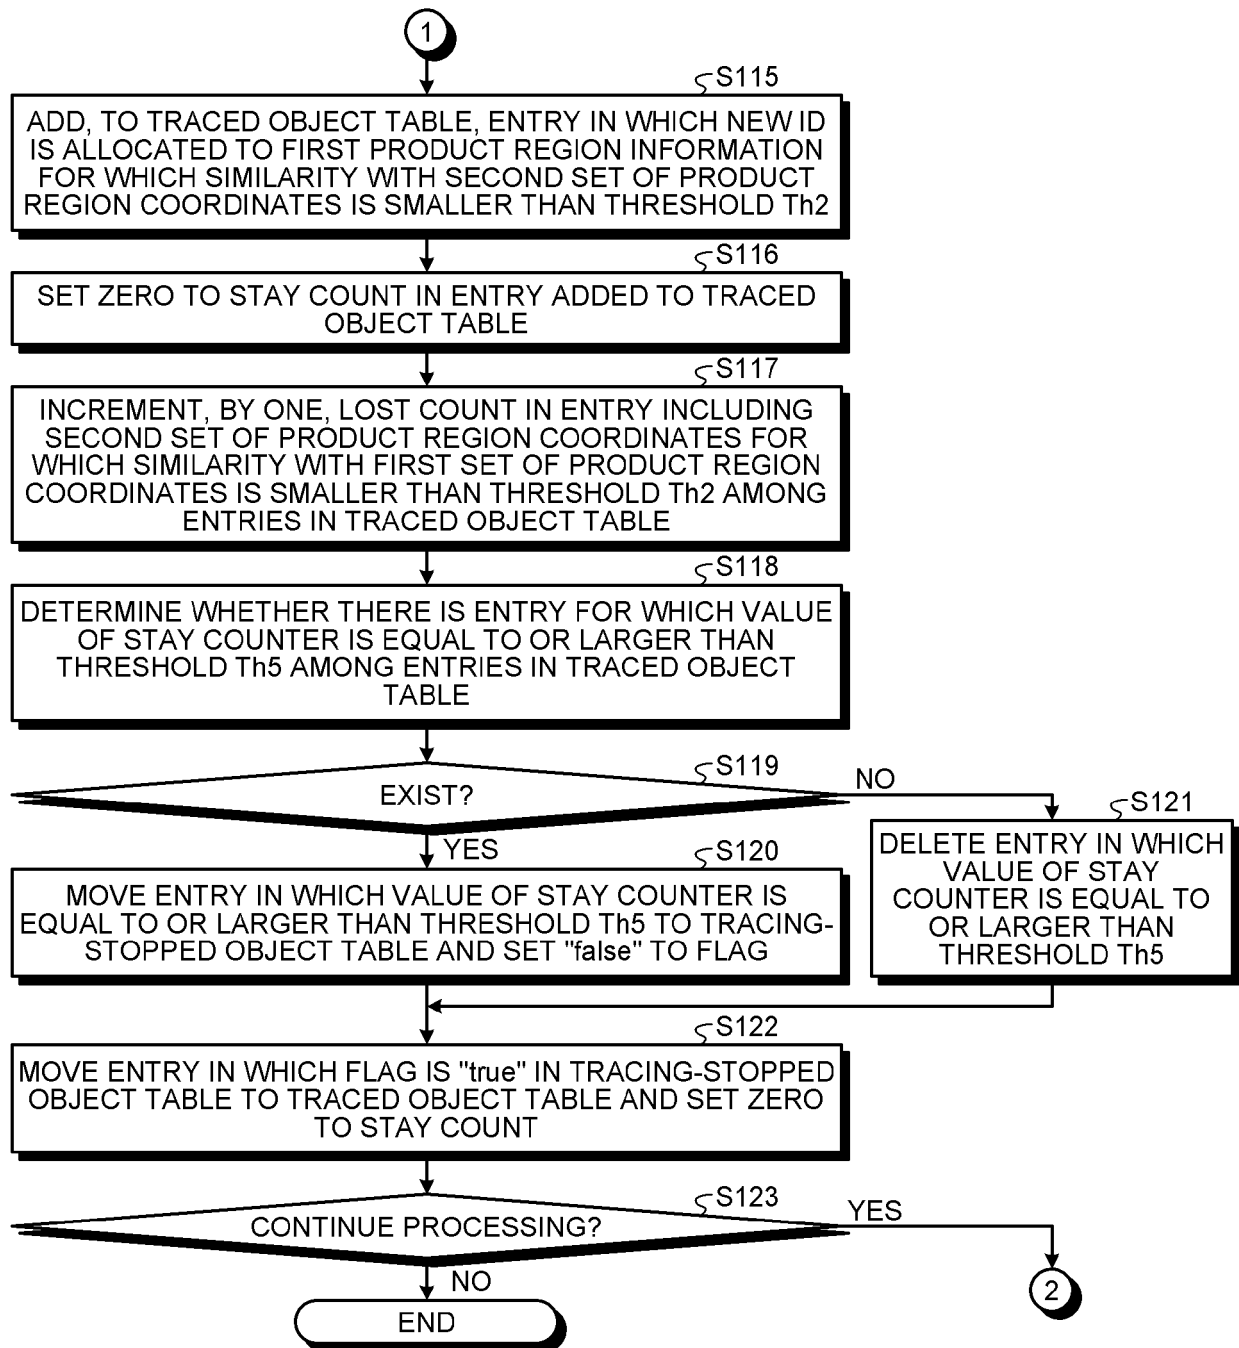 1
S115
ADD, TO TRACED OBJECT TABLE, ENTRY IN WHICH NEW ID
IS ALLOCATED TO FIRST PRODUCT REGION INFORMATION
FOR WHICH SIMILARITY WITH SECOND SET OF PRODUCT
REGION COORDINATES IS SMALLER THAN THRESHOLD Th2
S116
SET ZERO TO STAY COUNT IN ENTRY ADDED TO TRACED
OBJECT TABLE
S117
INCREMENT, BY ONE, LOST COUNT IN ENTRY INCLUDING
SECOND SET OF PRODUCT REGION COORDINATES FOR
WHICH SIMILARITY WITH FIRST SET OF PRODUCT REGION
COORDINATES IS SMALLER THAN THRESHOLD Th2 AMONG
ENTRIES IN TRACED OBJECT TABLE
S118
DETERMINE WHETHER THERE IS ENTRY FOR WHICH VALUE
OF STAY COUNTER IS EQUAL TO OR LARGER THAN
THRESHOLD Th5 AMONG ENTRIES IN TRACED OBJECT
TABLE
S119
EXIST?
NO
YES
S120
MOVE ENTRY IN WHICH VALUE OF STAY COUNTER IS
EQUAL TO OR LARGER THAN THRESHOLD Th5 TO TRACING-
STOPPED OBJECT TABLE AND SET "false" TO FLAG
S121
DELETE ENTRY IN WHICH
VALUE OF STAY
COUNTER IS EQUAL TO
OR LARGER THAN
THRESHOLD Th5
S122
MOVE ENTRY IN WHICH FLAG IS "true" IN TRACING-STOPPED
OBJECT TABLE TO TRACED OBJECT TABLE AND SET ZERO
TO STAY COUNT
S123
CONTINUE PROCESSING?
YES
NO
2
END